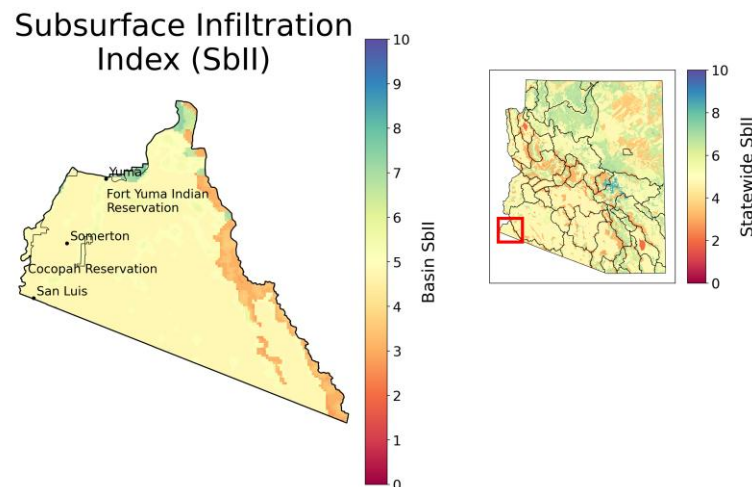 Subsurface Infiltration
Index (SbII)
Yuma
Fort Yuma Indian
Reservation
Somerton
Cocopah Reservation
San Luis
10
9
8
7
6
5
4
3
2
1
0
Basin SbII
10
8
6
4
2
0
Statewide SbII